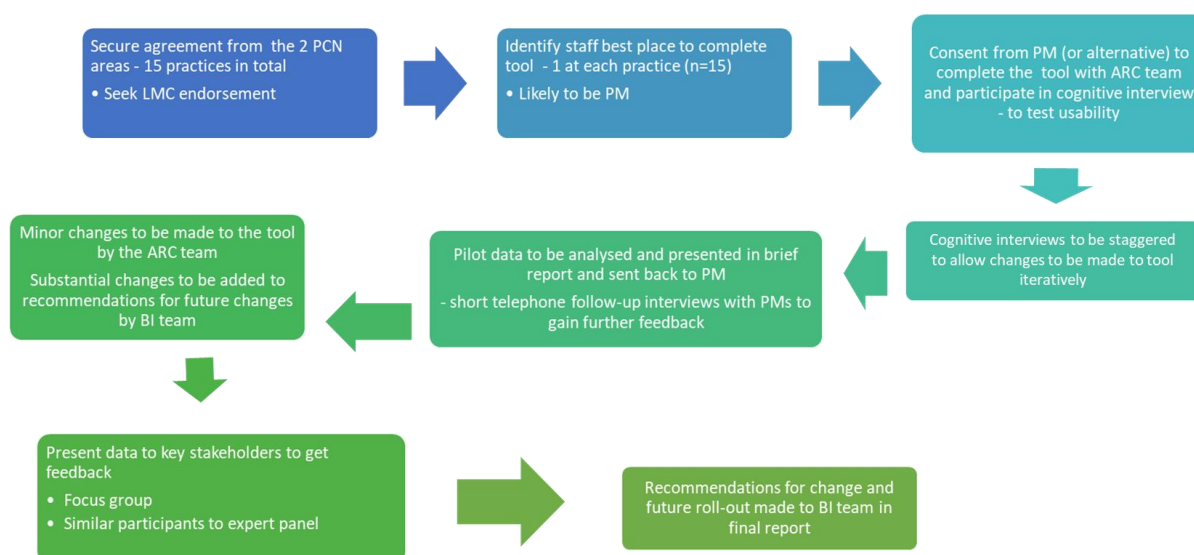 Secure agreement from the 2 PCN
areas - 15 practices in total
• Seek LMC endorsement
Identify staff best place to complete
tool - 1 at each practice (n=15)
• Likely to be PM
Consent from PM (or alternative) to
complete the tool with ARC team
and participate in cognitive interview
- to test usability
Cognitive interviews to be staggered
to allow changes to be made to tool
iteratively
Pilot data to be analysed and presented in brief
report and sent back to PM
- short telephone follow-up interviews with PMs to
gain further feedback
Minor changes to be made to the tool
by the ARC team
Substantial changes to be added to
recommendations for future changes
by BI team
Present data to key stakeholders to get
feedback
• Focus group
• Similar participants to expert panel
Recommendations for change and
future roll-out made to BI team in
final report